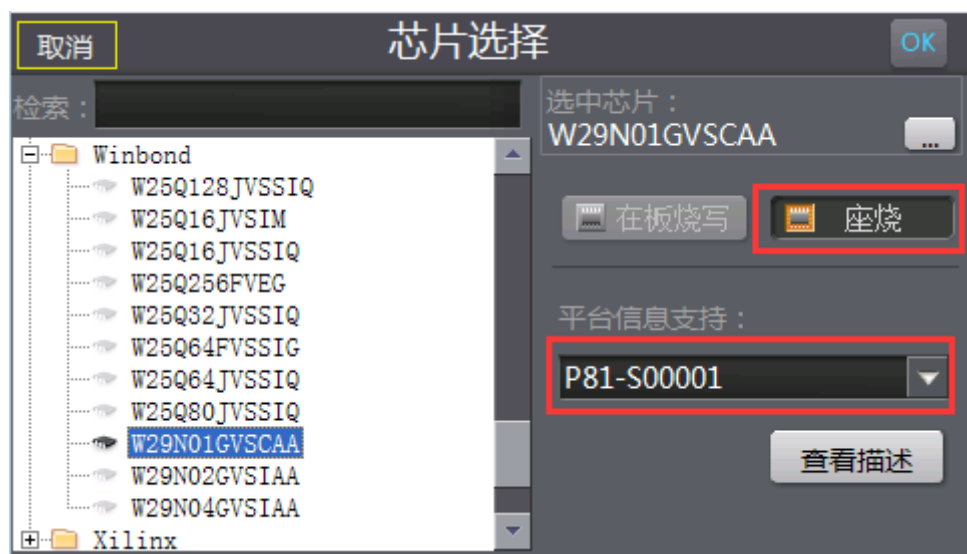 取消
芯片选择
OK
检索：
Winbond
W25Q128JVSSIQ
W25Q16JVSIM
W25Q16JVSSIQ
W25Q256FVEG
W25Q32JVSSIQ
W25Q64FVSSIG
W25Q64JVSSIQ
W25Q80JVSSIQ
W29N01GVSCAA
W29N02GVSIAA
W29N04GVSIAA
Xilinx
选中芯片：
W29N01GVSCAA
...
在板烧写
座烧
平台信息支持：
P81-S00001
查看描述